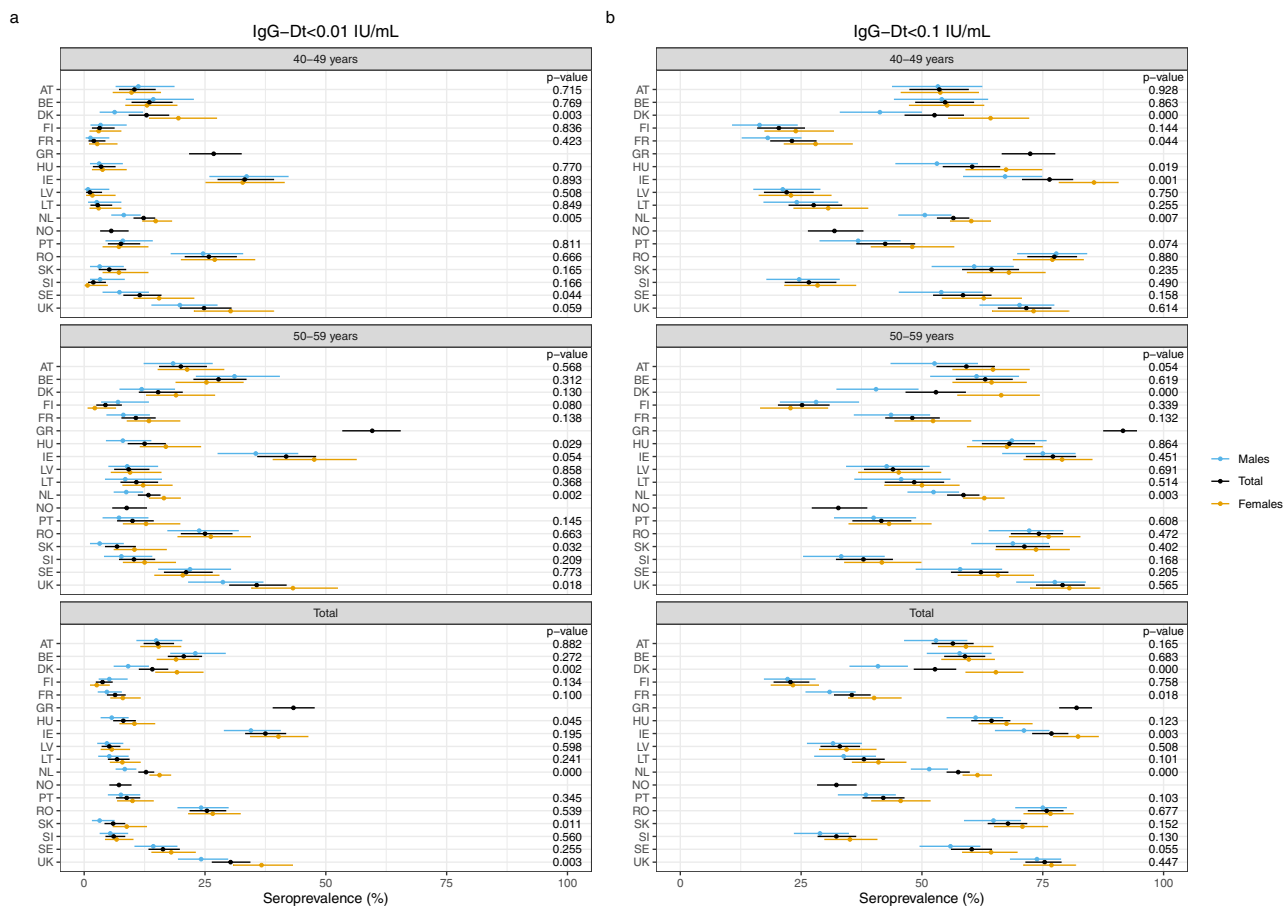 a
IgG−Dt<0.01 IU/mL
40−49 years
p−value
AT 0.715
BE 0.769
DK 0.003
FI 0.836
FR 0.423
GR
HU 0.770
IE 0.893
LV 0.508
LT 0.849
NL 0.005
NO
PT 0.811
RO 0.666
SK 0.165
SI 0.166
SE 0.044
UK 0.059
50−59 years
p−value
AT 0.568
BE 0.312
DK 0.130
FI 0.080
FR 0.138
GR
HU 0.029
IE 0.054
LV 0.858
LT 0.368
NL 0.002
NO
PT 0.145
RO 0.663
SK 0.032
SI 0.209
SE 0.773
UK 0.018
Total
p−value
AT 0.882
BE 0.272
DK 0.002
FI 0.134
FR 0.100
GR
HU 0.045
IE 0.195
LV 0.598
LT 0.241
NL 0.000
NO
PT 0.345
RO 0.539
SK 0.011
SI 0.560
SE 0.255
UK 0.003
0 25 50 75 100
Seroprevalence (%)
b
IgG−Dt<0.1 IU/mL
40−49 years
p−value
AT 0.928
BE 0.863
DK 0.000
FI 0.144
FR 0.044
GR
HU 0.019
IE 0.001
LV 0.750
LT 0.255
NL 0.007
NO
PT 0.074
RO 0.880
SK 0.235
SI 0.490
SE 0.158
UK 0.614
50−59 years
p−value
AT 0.054
BE 0.619
DK 0.000
FI 0.339
FR 0.132
GR
HU 0.864
IE 0.451
LV 0.691
LT 0.514
NL 0.003
NO
PT 0.608
RO 0.472
SK 0.402
SI 0.168
SE 0.205
UK 0.565
Total
p−value
AT 0.165
BE 0.683
DK 0.000
FI 0.758
FR 0.018
GR
HU 0.123
IE 0.003
LV 0.508
LT 0.101
NL 0.000
NO
PT 0.103
RO 0.677
SK 0.152
SI 0.130
SE 0.055
UK 0.447
0 25 50 75 100
Seroprevalence (%)
Males
Total
Females